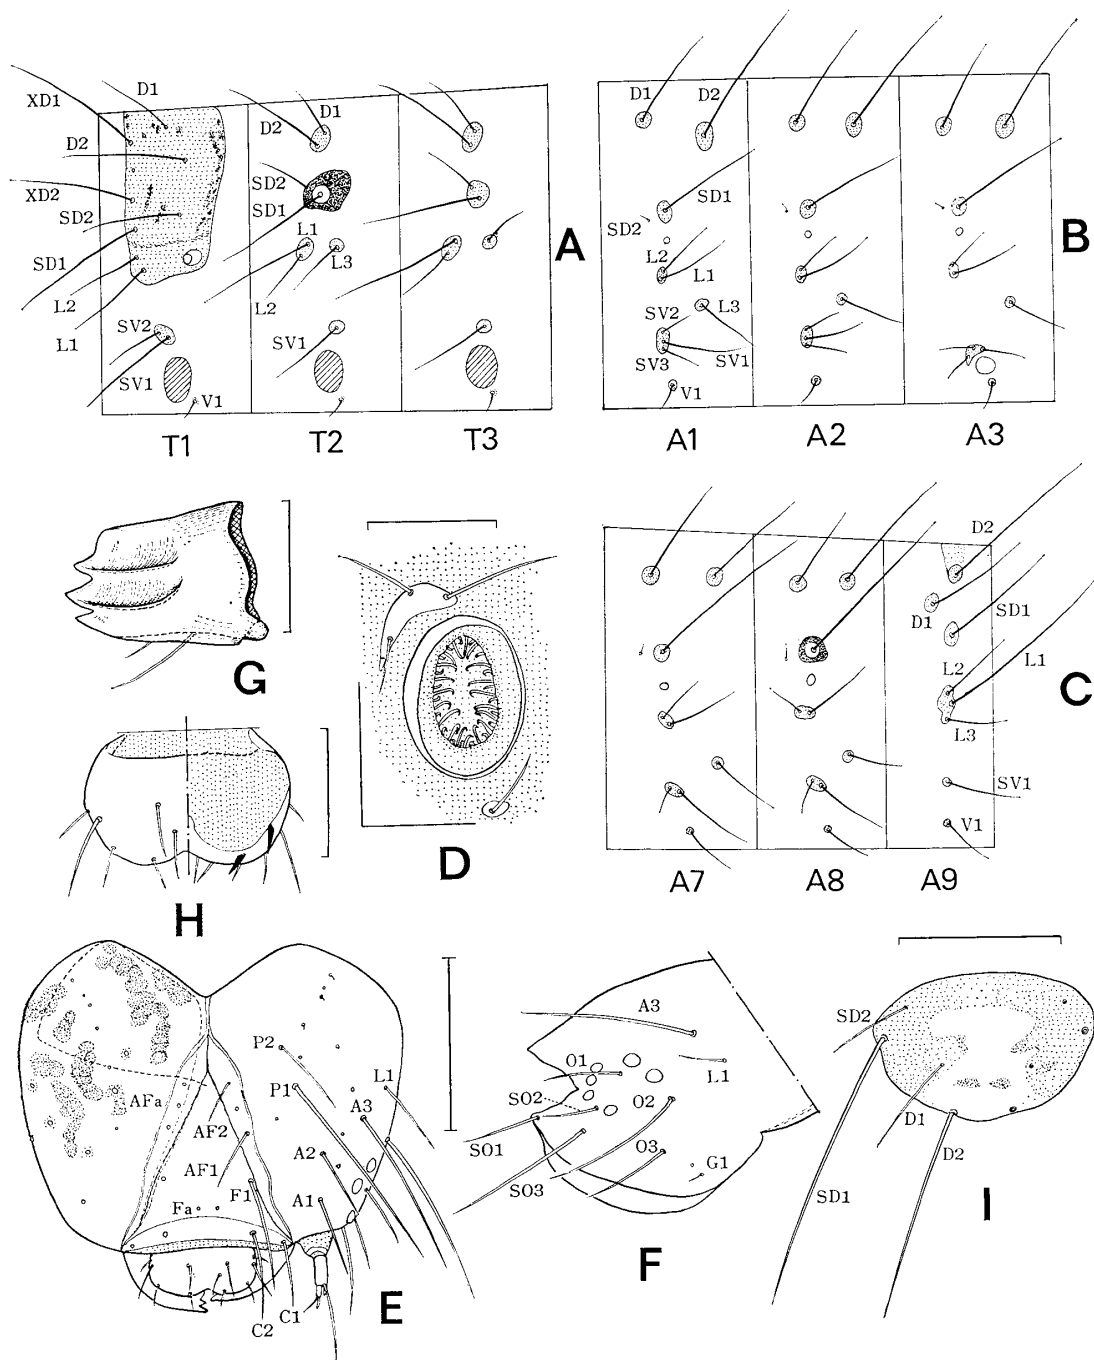 D1
XD1
D2
XD2
SD2
SD1
L2
L1
SV2
SV1
V1
T1
D1
D2
SD2
SD1
L1
L3
L2
SV1
T2
T3
A
D1
D2
SD1
SD2
L2
L1
SV2
L3
SV3
SV1
V1
A1
A2
A3
B
G
H
D
D2
D1
SD1
L2
L1
L3
SV1
V1
A7
A8
A9
C
P2
P1
L1
A3
AFa
AF2
A2
AF1
F1
A1
Fa
C1
C2
E
A3
O1
L1
SO2
O2
SO1
O3
SO3
G1
F
SD2
D1
D2
SD1
I